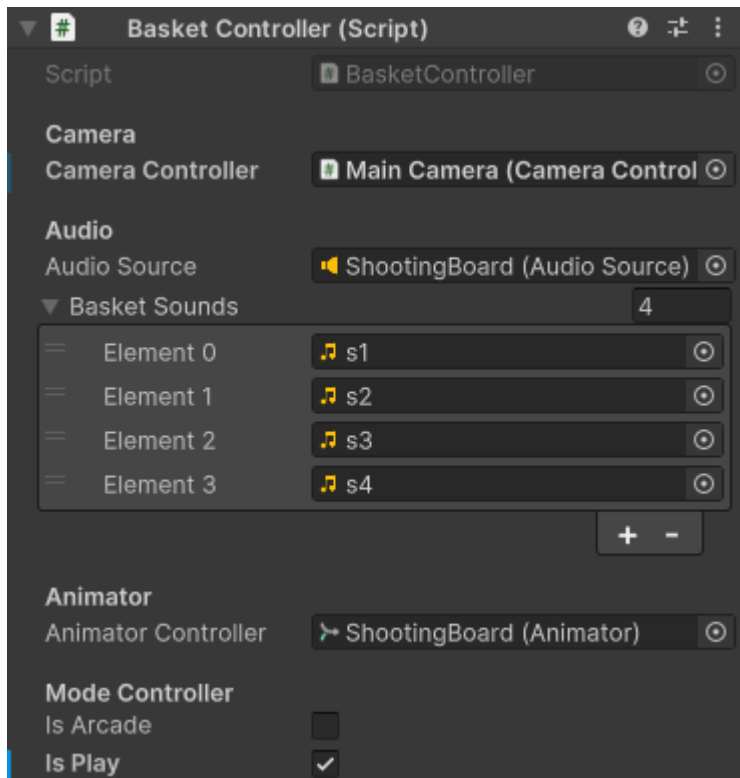 Basket Controller (Script)
Script BasketController
Camera
Camera Controller Main Camera (Camera Control
Audio
Audio Source ShootingBoard (Audio Source)
Basket Sounds 4
Element 0 s1
Element 1 s2
Element 2 s3
Element 3 s4
+ -
Animator
Animator Controller ShootingBoard (Animator)
Mode Controller
Is Arcade
Is Play